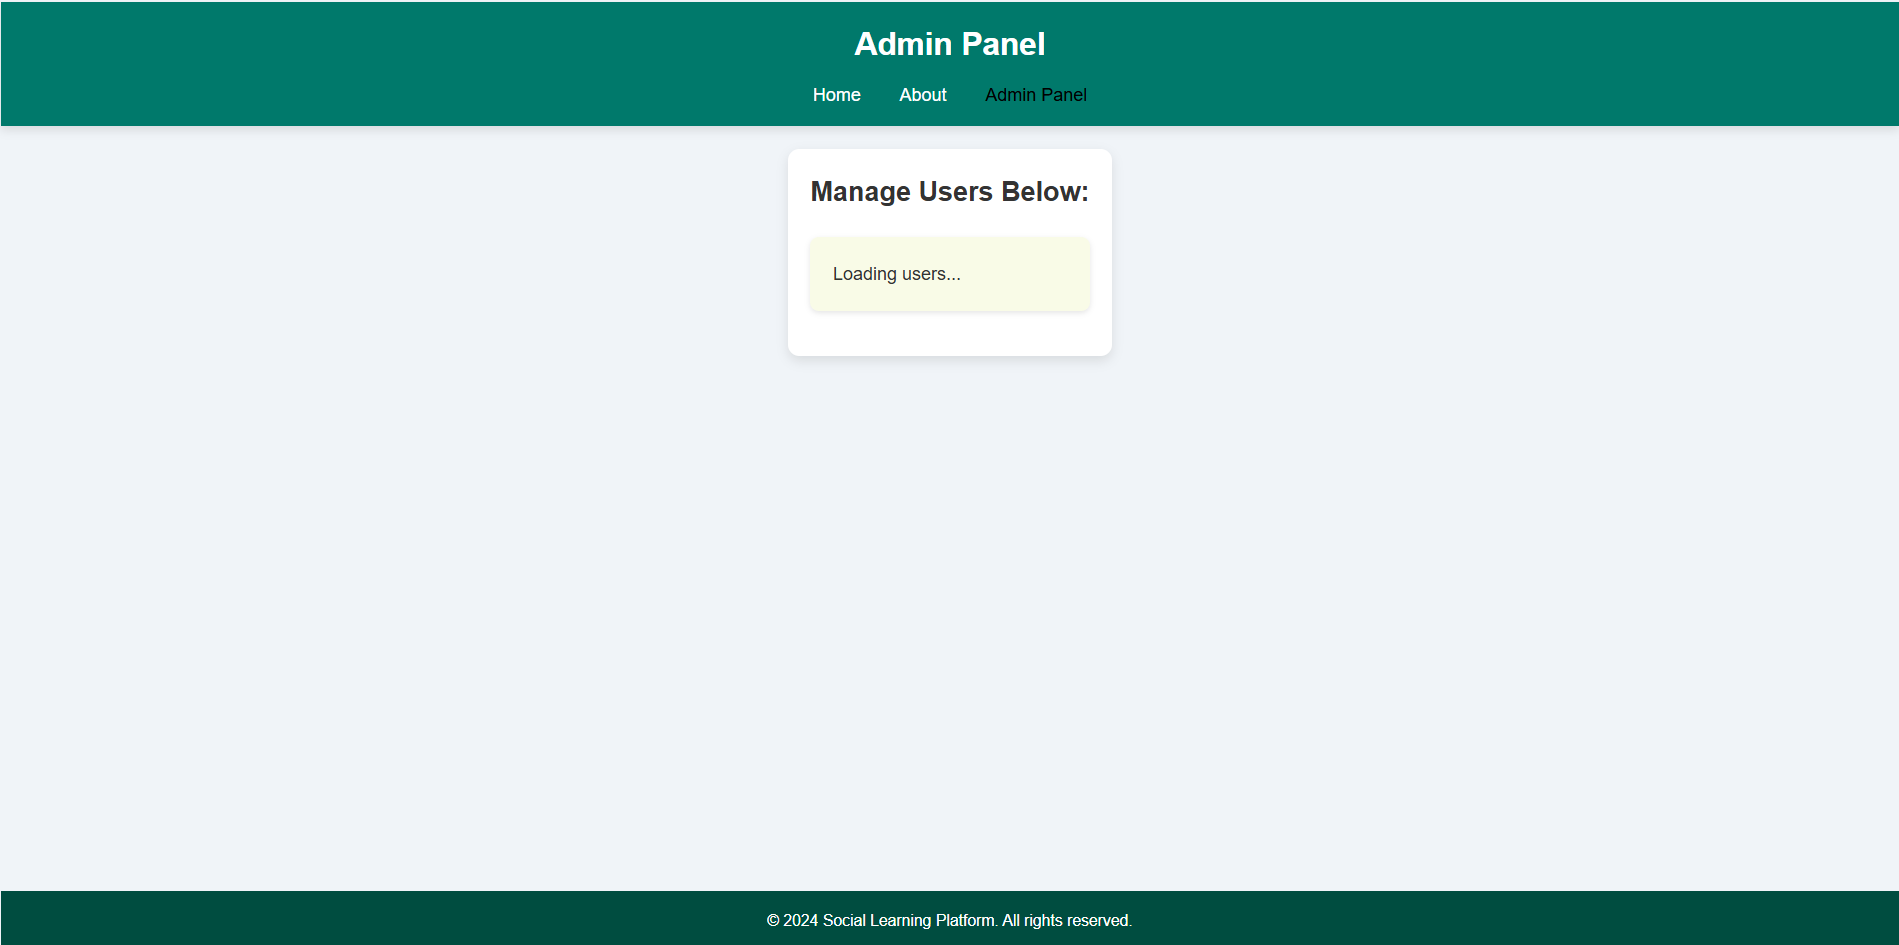 Admin Panel
Home About Admin Panel
Manage Users Below:
Loading users...
© 2024 Social Learning Platform. All rights reserved.